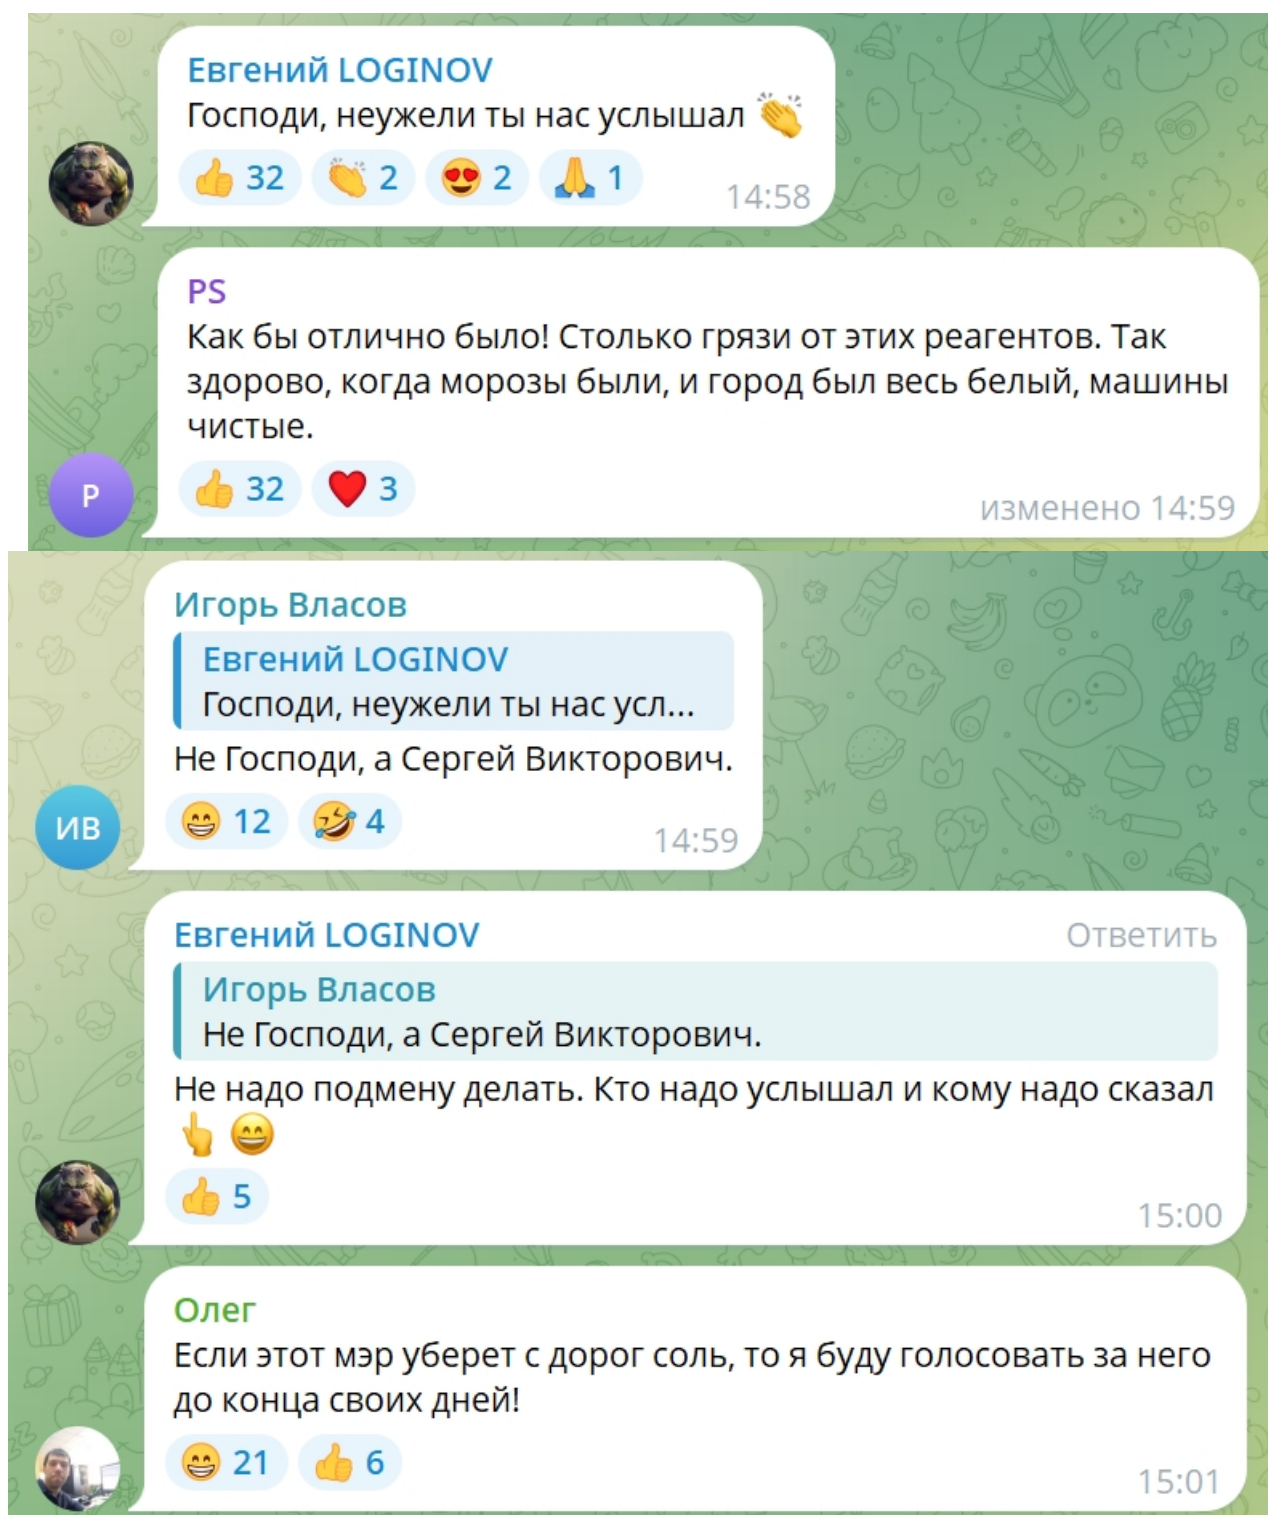 Евгений LOGINOV
Господи, неужели ты нас услышал 👏
👍 32 👏 2 😍 2 🙏 1
14:58
PS
Как бы отлично было! Столько грязи от этих реагентов. Так
здорово, когда морозы были, и город был весь белый, машины
чистые.
P
👍 32 ❤️ 3
изменено 14:59
Игорь Власов
Евгений LOGINOV
Господи, неужели ты нас усл...
Не Господи, а Сергей Викторович.
ИВ
😁 12 🤣 4
14:59
Евгений LOGINOV Ответить
Игорь Власов
Не Господи, а Сергей Викторович.
Не надо подмену делать. Кто надо услышал и кому надо сказал
👆 😄
👍 5
15:00
Олег
Если этот мэр уберет с дорог соль, то я буду голосовать за него
до конца своих дней!
😁 21 👍 6
15:01